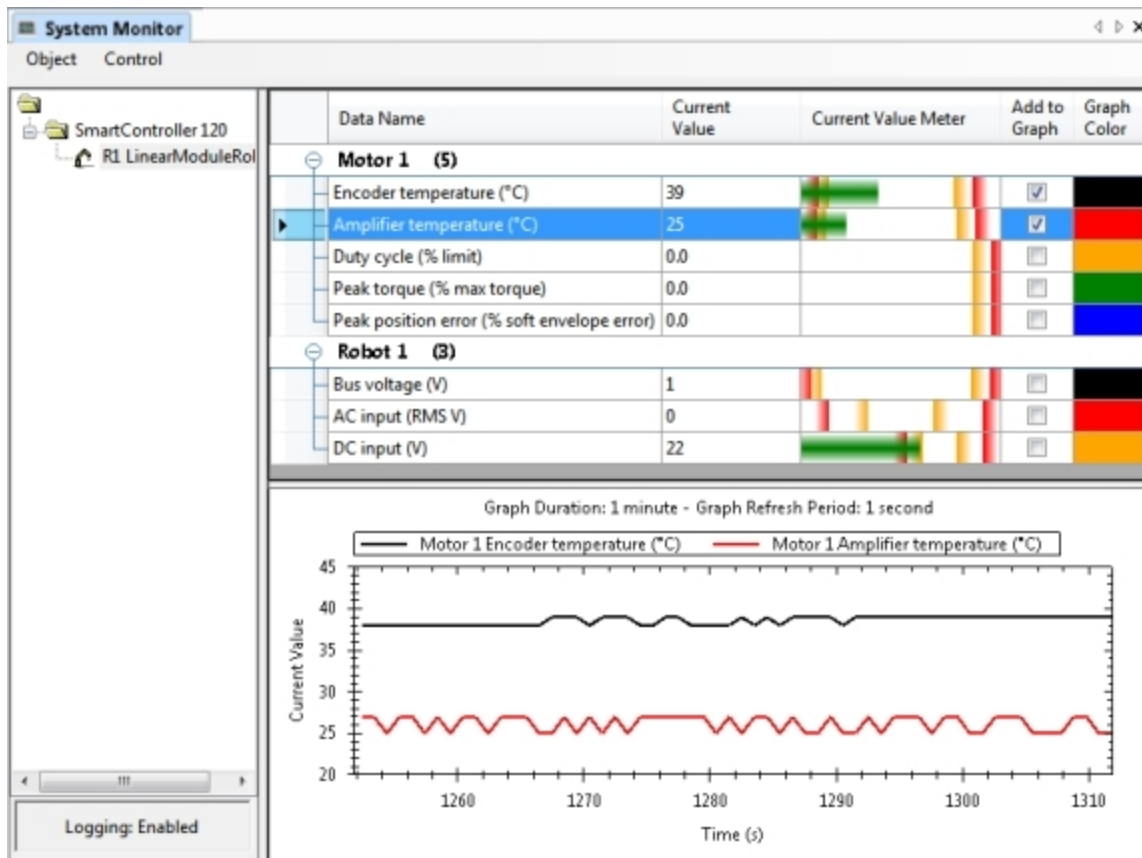 System Monitor
Object Control
SmartController 120
R1 LinearModuleRol
Logging: Enabled
Data Name Current Value Current Value Meter Add to Graph Graph Color
Motor 1 (5)
Encoder temperature (°C) 39
Amplifier temperature (°C) 25
Duty cycle (% limit) 0.0
Peak torque (% max torque) 0.0
Peak position error (% soft envelope error) 0.0
Robot 1 (3)
Bus voltage (V) 1
AC input (RMS V) 0
DC input (V) 22
Graph Duration: 1 minute - Graph Refresh Period: 1 second
Motor 1 Encoder temperature (°C) Motor 1 Amplifier temperature (°C)
Current Value
45
40
35
30
25
20
1260 1270 1280 1290 1300 1310
Time (s)